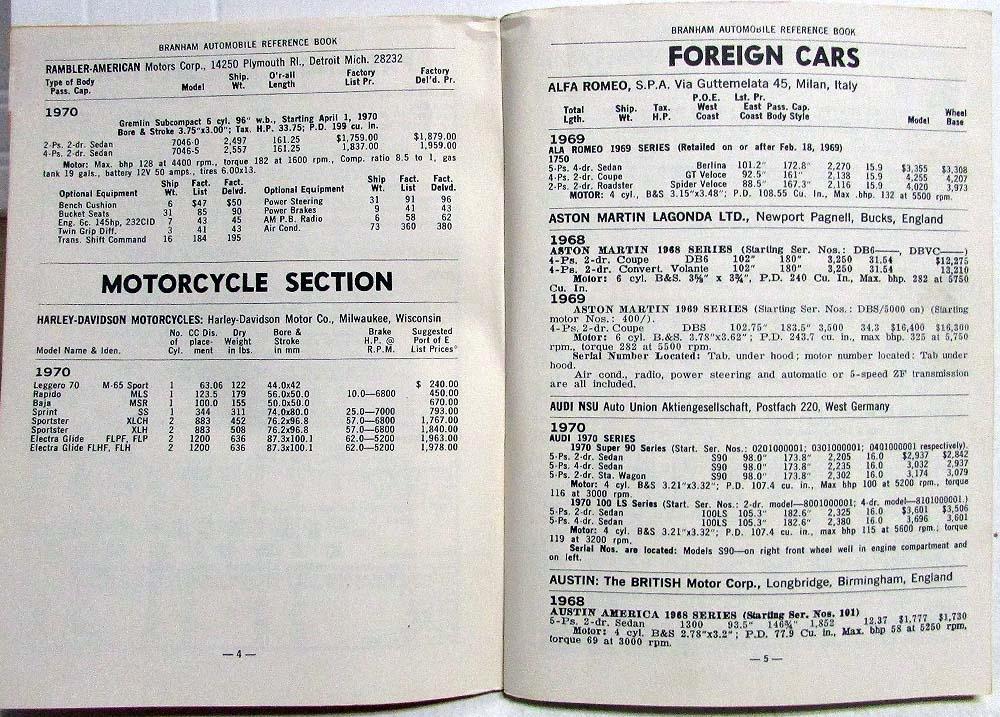 BRANHAM AUTOMOBILE REFERENCE BOOK
RAMBLER-AMERICAN Motors Corp., 14250 Plymouth Rl., Detroit Mich. 28232
Type of Body Ship. O'r-all Factory Factory
Pass. Cap. Model Wt. Length List Pr. Del'd. Pr.
1970
Gremlin Subcompact 6 cyl. 96" w.b., Starting April 1, 1970
Bore & Stroke 3.75"x3.00"; Tax. H.P. 33.75; P.D. 199 cu. in.
2-Ps. 2-dr. Sedan 7046-0 2,497 161.25 $1,759.00 $1,879.00
4-Ps. 2-dr. Sedan 7046-5 2,557 161.25 1,837.00 1,959.00
Motor: Max. bhp 128 at 4400 rpm., torque 182 at 1600 rpm., Comp. ratio 8.5 to 1, gas
tank 19 gals., battery 12V 50 amps., tires 6.00x13.
Ship Fact. Fact. Ship Fact. Fact.
Optional Equipment Wt. List Delvd. Optional Equipment Wt. List Delvd.
Bench Cushion 6 $47 $50 Power Steering 31 91 96
Bucket Seats 31 85 90 Power Brakes 9 41 43
Eng. 6c. 145hp, 232CID 7 43 45 AM P.B. Radio 6 58 62
Twin Grip Diff. 3 41 43 Air Cond. 73 360 380
Trans. Shift Command 16 184 195
MOTORCYCLE SECTION
HARLEY-DAVIDSON MOTORCYCLES: Harley-Davidson Motor Co., Milwaukee, Wisconsin
No. CC Dis. Dry Bore & Brake Suggested
of place- Weight Stroke H.P. @ Port of E
Model Name & Iden. Cyl. ment in lbs. in mm R.P.M. List Prices*
1970
Leggero 70 M-65 Sport 1 63.06 122 44.0x42 $ 240.00
Rapido MLS 1 123.5 179 56.0x50.0 10.0—6800 450.00
Baja MSR 1 100.0 155 50.0x50.0 670.00
Sprint SS 1 344 311 74.0x80.0 25.0—7000 793.00
Sportster XLCH 2 883 452 76.2x96.8 57.0—6800 1,767.00
Sportster XLH 2 883 508 76.2x96.8 57.0—6800 1,840.00
Electra Glide FLPF, FLP 2 1200 636 87.3x100.1 62.0—5200 1,963.00
Electra Glide FLHF, FLH 2 1200 636 87.3x100.1 62.0—5200 1,978.00
— 4 —
BRANHAM AUTOMOBILE REFERENCE BOOK
FOREIGN CARS
ALFA ROMEO, S.P.A. Via Guttemelata 45, Milan, Italy
P.O.E. Lst. Pr.
Total Ship. Tax. West East Pass. Cap. Wheel
Lgth. Wt. H.P. Coast Coast Body Style Model Base
1969
ALA ROMEO 1969 SERIES (Retailed on or after Feb. 18, 1969)
1750
5-Ps. 4-dr. Sedan Berlina 101.2" 172.8" 2,270 15.9 $3,355 $3,308
4-Ps. 2-dr. Coupe GT Veloce 92.5" 161" 2,138 15.9 4,255 4,207
2-Ps. 2-dr. Roadster Spider Veloce 88.5" 167.3" 2,116 15.9 4,020 3,973
MOTOR: 4 cyl., B&S 3.15"x3.48"; P.D. 108.55 Cu. In., Max .bhp. 132 at 5500 rpm.
ASTON MARTIN LAGONDA LTD., Newport Pagnell, Bucks, England
1968
ASTON MARTIN 1968 SERIES (Starling Ser. Nos.: DB6——, DBVC——)
4-Ps. 2-dr. Coupe DB6 102" 180" 3,250 31.54 $12,275
4-Ps. 2-dr. Convert. Volante 102" 180" 3,250 31.54 13,210
Motor: 6 cyl. B&S. 3⅝" x 3¾", P.D. 240 Cu. In., Max. bhp. 282 at 5750
Cu. In.
1969
ASTON MARTIN 1969 SERIES (Starting Ser. Nos.: DBS/5000 on) (Starting
motor Nos.: 400/).
4-Ps. 2-dr. Coupe DBS 102.75" 183.5" 3,500 34.3 $16,400 $16,300
Motor: 6 cyl. B.&S. 3.78"x3.62"; P.D. 243.7 cu. in., max bhp. 325 at 5,750
rpm., torque 282 at 5500 rpm.
Serial Number Located: Tab. under hood; motor number located: Tab under
hood.
Air cond., radio, power steering and automatic or 5-speed ZF transmission
are all included.
AUDI NSU Auto Union Aktiengesellschaft, Postfach 220, West Germany
1970
AUDI 1970 SERIES
1970 Super 90 Series (Start. Ser. Nos.: 0201000001; 0301000001; 0401000001 respectively).
5-Ps. 2-dr. Sedan S90 98.0" 173.8" 2,205 16.0 $2,937 $2,842
5-Ps. 4-dr. Sedan S90 98.0" 173.8" 2,235 16.0 3,032 2,937
5-Ps. 2-dr. Sta. Wagon S90 98.0" 173.8" 2,302 16.0 3,174 3,079
Motor: 4 cyl. B&S 3.21"x3.32"; P.D. 107.4 cu. in., Max bhp 100 at 5200 rpm., torque
116 at 3000 rpm.
1970 100 LS Series (Start. Ser. Nos.: 2-dr. model—8001000001; 4-dr. model—8101000001.)
5-Ps. 2-dr. Sedan 100LS 105.3" 182.6" 2,325 16.0 $3,601 $3,506
5-Ps. 4-dr. Sedan 100LS 105.3" 182.6" 2,380 16.0 3,696 3,601
Motor: 4 cyl. B&S 3.21"x3.32"; P.D. 107.4 cu. in., max bhp 115 at 5600 rpm.; torque
119 at 3200 rpm.
Serial Nos. are located: Models S90—on right front wheel well in engine compartment and
on left.
AUSTIN: The BRITISH Motor Corp., Longbridge, Birmingham, England
1968
AUSTIN AMERICA 1968 SERIES (Starling Ser. Nos. 101)
5-Ps. 2-dr. Sedan 1300 93.5" 146¾" 1,852 12.37 $1,777 $1,730
Motor: 4 cyl. B&S 2.78"x3.2"; P.D. 77.9 Cu. In., Max. bhp 58 at 5250 rpm,
torque 69 at 3000 rpm.
— 5 —